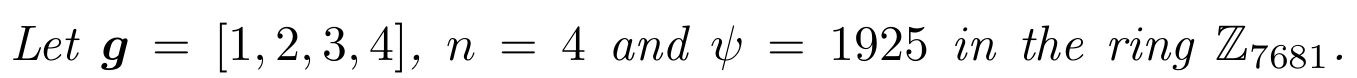 Let g = [1, 2, 3, 4], n = 4 and ψ = 1925 in the ring ℤ₇₆₈₁.